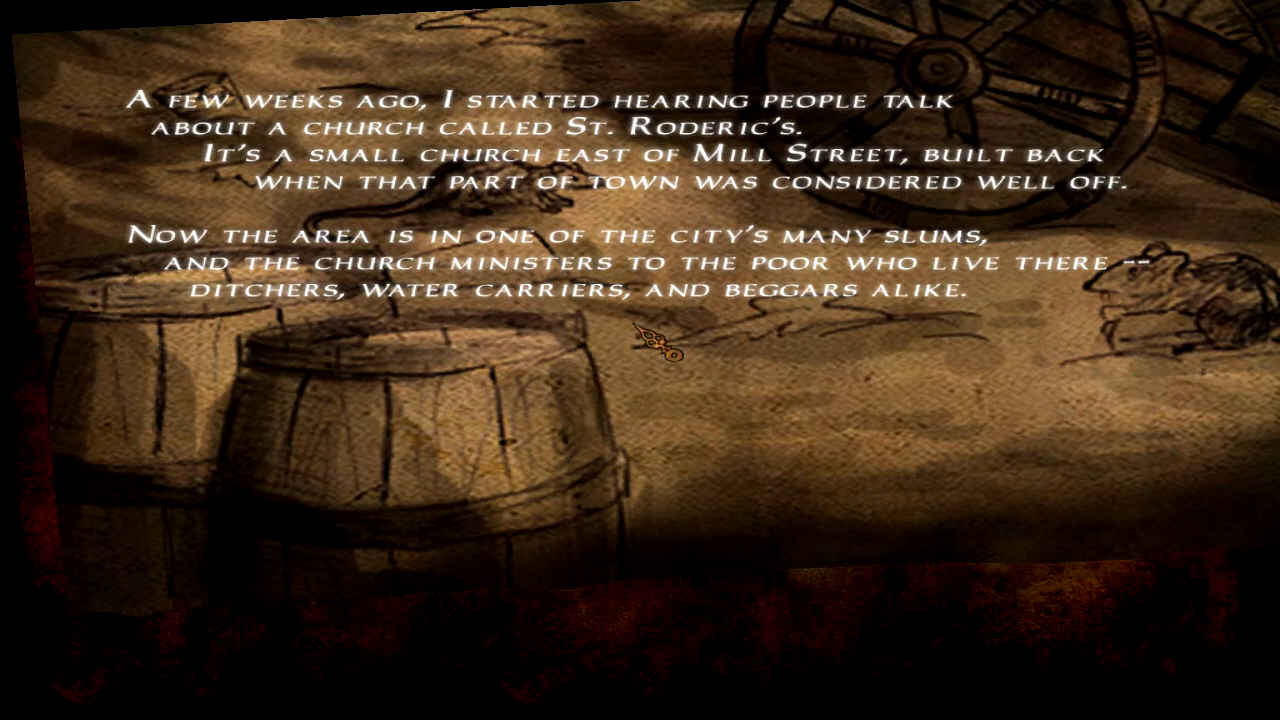 A few weeks ago, I started hearing people talk
about a church called St. Roderic's.
It's a small church east of Mill Street, built back
when that part of town was considered well off.
Now the area is in one of the city's many slums,
and the church ministers to the poor who live there --
ditchers, water carriers, and beggars alike.